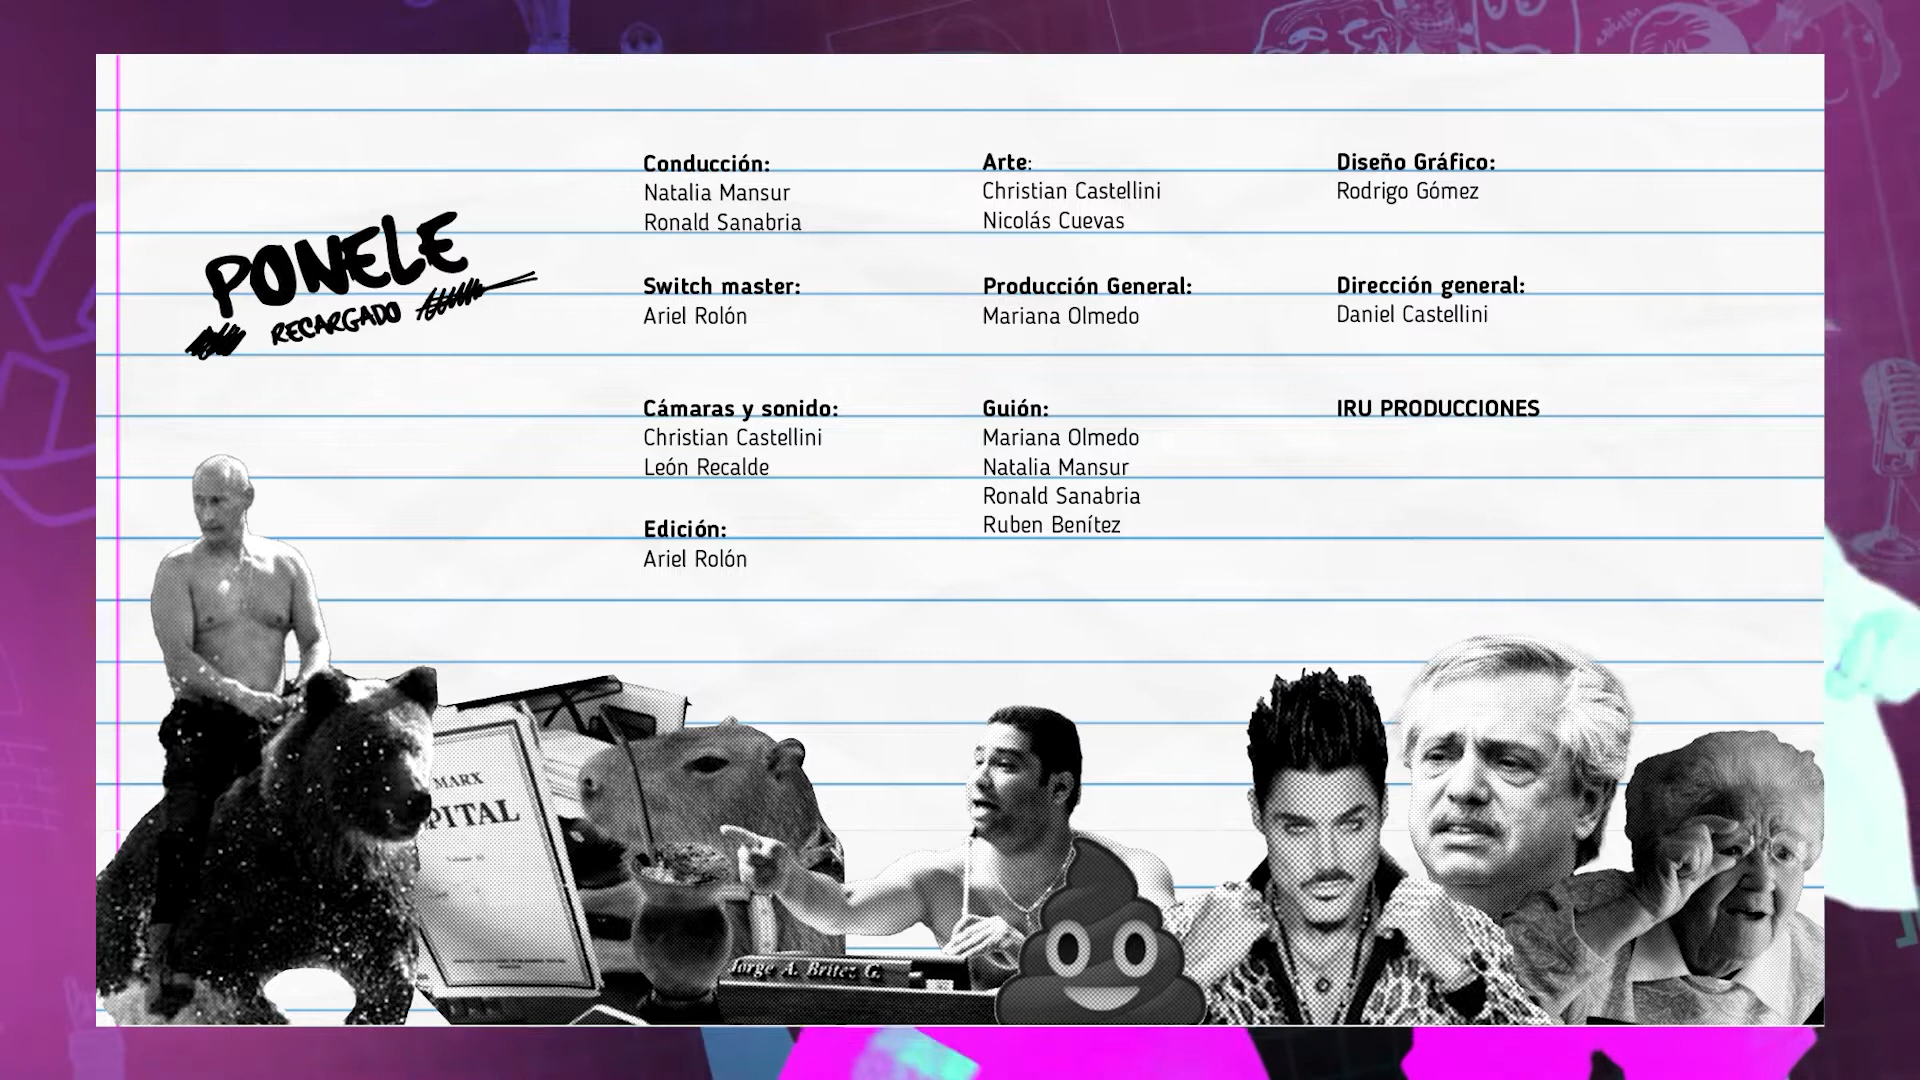 PONELE
RECARGADO
Conducción:
Natalia Mansur
Ronald Sanabria
Switch master:
Ariel Rolón
Cámaras y sonido:
Christian Castellini
León Recalde
Edición:
Ariel Rolón
Arte:
Christian Castellini
Nicolás Cuevas
Producción General:
Mariana Olmedo
Guión:
Mariana Olmedo
Natalia Mansur
Ronald Sanabria
Ruben Benítez
Diseño Gráfico:
Rodrigo Gómez
Dirección general:
Daniel Castellini
IRU PRODUCCIONES
MARX
PITAL
Jorge A. Britez G.